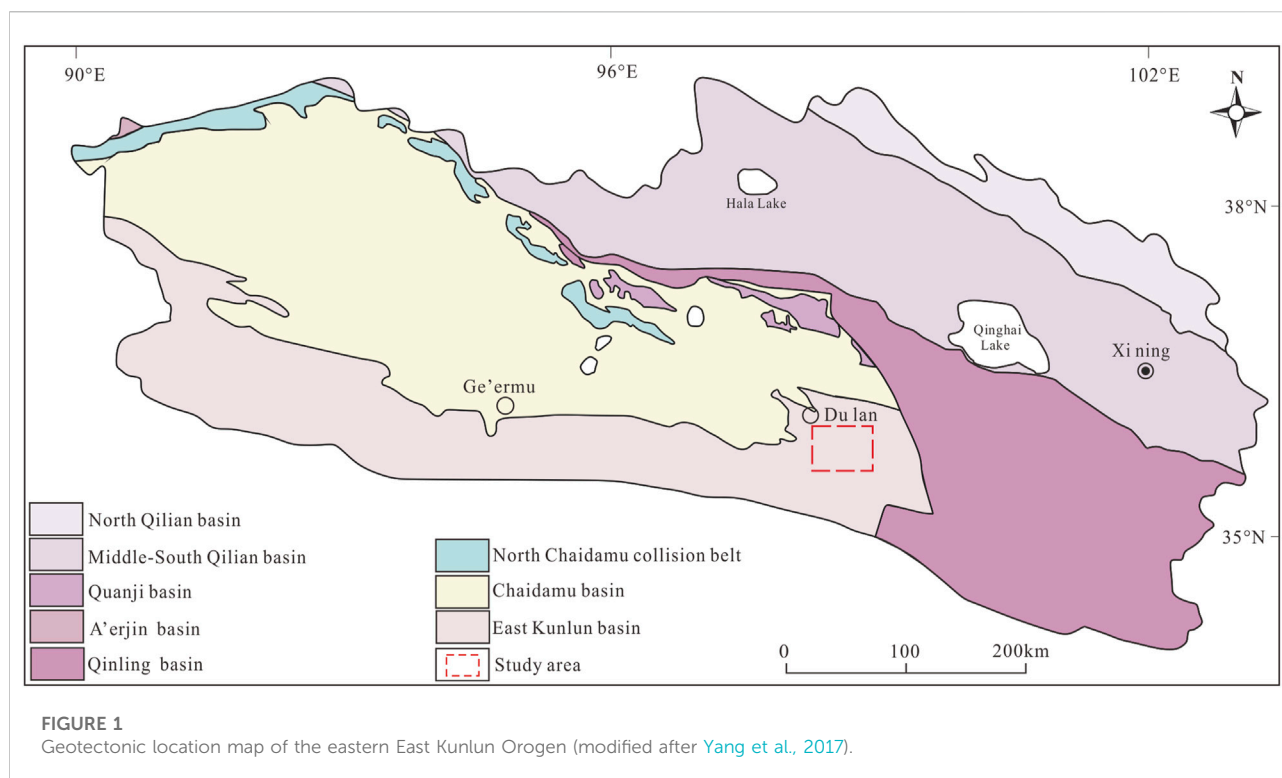 90°E
96°E
102°E
N
Hala Lake
38°N
Qinghai
Lake
Xi ning
Ge’ermu
Du lan
35°N
North Qilian basin
Middle-South Qilian basin
Quanji basin
A’erjin basin
Qinling basin
North Chaidamu collision belt
Chaidamu basin
East Kunlun basin
Study area
0 100 200km
FIGURE 1
Geotectonic location map of the eastern East Kunlun Orogen (modified after Yang et al., 2017).